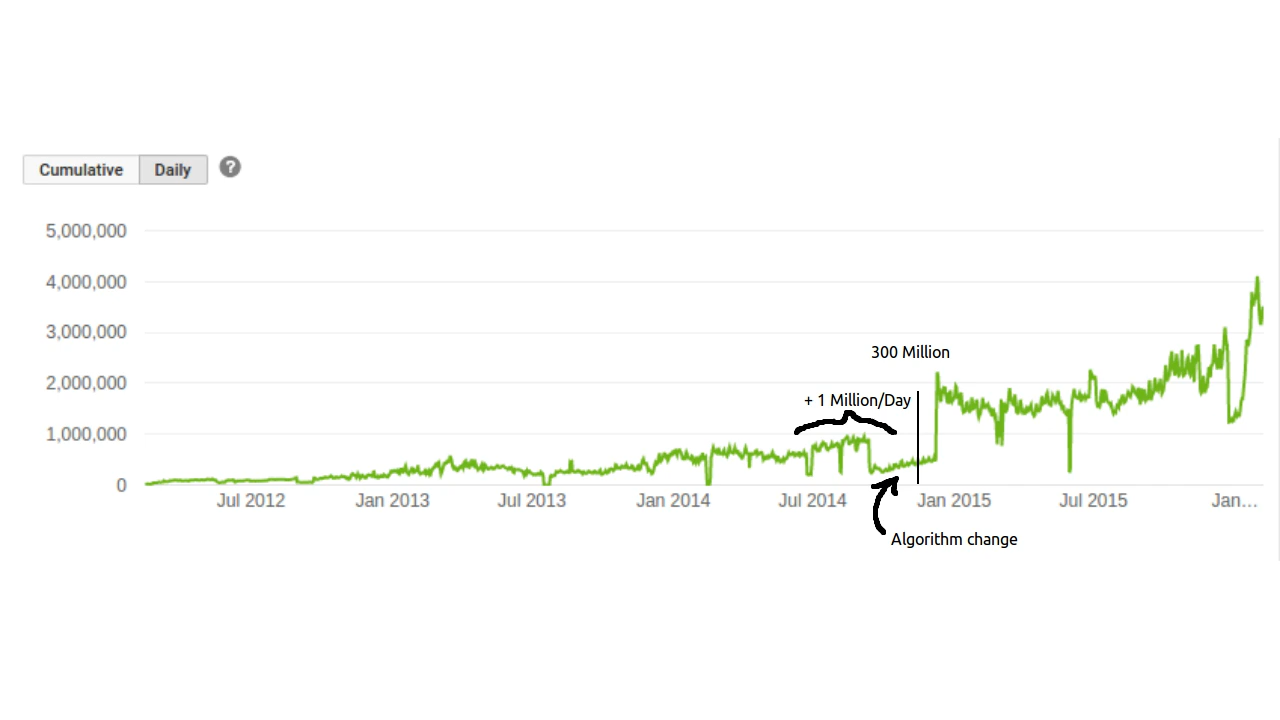 Cumulative Daily ?
5,000,000
4,000,000
3,000,000
300 Million
2,000,000
+ 1 Million/Day
1,000,000
0
Jul 2012 Jan 2013 Jul 2013 Jan 2014 Jul 2014 Jan 2015 Jul 2015 Jan...
Algorithm change